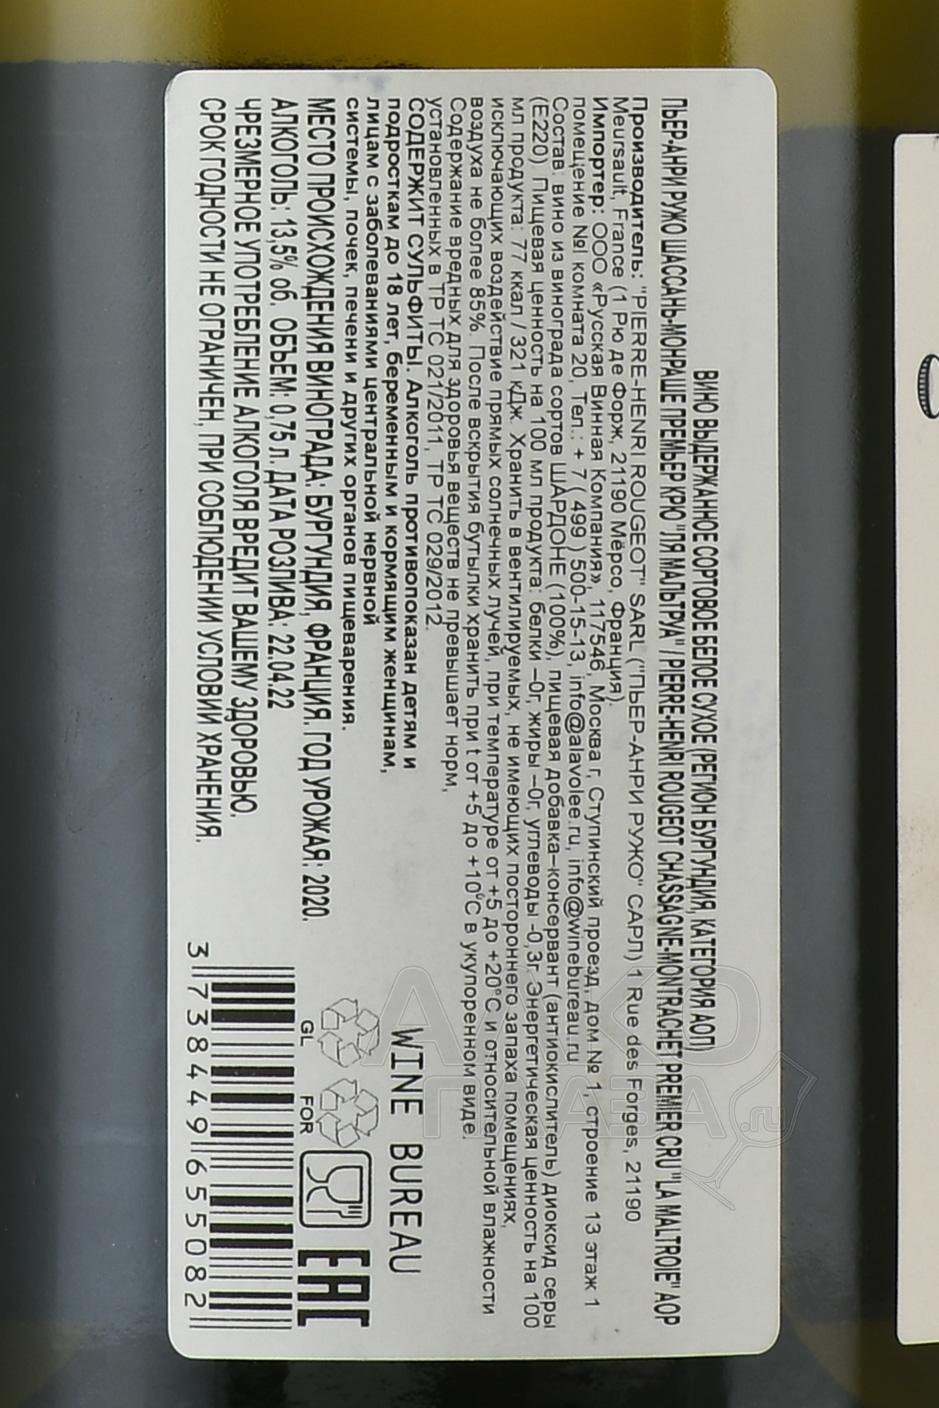 ВИНО ВЫДЕРЖАННОЕ СОРТОВОЕ БЕЛОЕ СУХОЕ (РЕГИОН БУРГУНДИЯ, КАТЕГОРИЯ АОП)
ПЬЕР-АНРИ РУЖО ШАССАНЬ-МОНРАШЕ ПРЕМЬЕР КРЮ "ЛЯ МАЛЬТРУА" / PIERRE-HENRI ROUGEOT CHASSAGNE-MONTRACHET PREMIER CRU "LA MALTROIE" AOP
Производитель: "PIERRE-HENRI ROUGEOT" SARL ("ПЬЕР-АНРИ РУЖО" САРЛ) 1 Rue des Forges, 21190
Meursault, France (1 Рю де Форж, 21190 Мёрсо, Франция).
Импортер: ООО «Русская Винная Компания», 117546, Москва г, Ступинский проезд, дом № 1, строение 13 этаж 1
помещение №I комната 20, Тел.: + 7 ( 499 ) 500-15-13, info@alavolee.ru, info@winebureau.ru
Состав: вино из винограда сортов ШАРДОНЕ (100%), пищевая добавка–консервант (антиокислитель) диоксид серы
(Е220). Пищевая ценность на 100 мл продукта: белки –0г, жиры –0г, углеводы -0,3г. Энергетическая ценность на 100
мл продукта: 77 ккал / 321 кДж. Хранить в вентилируемых, не имеющих постороннего запаха помещениях,
исключающих воздействие прямых солнечных лучей, при температуре от +5 до +20°С и относительной влажности
воздуха не более 85%. После вскрытия бутылки хранить при t от +5 до +10°С в укупоренном виде.
Содержание вредных для здоровья веществ не превышает норм,
установленных в ТР ТС 021/2011, ТР ТС 029/2012.
СОДЕРЖИТ СУЛЬФИТЫ. Алкоголь противопоказан детям и
подросткам до 18 лет, беременным и кормящим женщинам,
лицам с заболеваниями центральной нервной
системы, почек, печени и других органов пищеварения.
МЕСТО ПРОИСХОЖДЕНИЯ ВИНОГРАДА: БУРГУНДИЯ, ФРАНЦИЯ. ГОД УРОЖАЯ: 2020.
АЛКОГОЛЬ: 13,5% об. ОБЪЕМ: 0,75 л. ДАТА РОЗЛИВА: 22.04.22
ЧРЕЗМЕРНОЕ УПОТРЕБЛЕНИЕ АЛКОГОЛЯ ВРЕДИТ ВАШЕМУ ЗДОРОВЬЮ.
СРОК ГОДНОСТИ НЕ ОГРАНИЧЕН, ПРИ СОБЛЮДЕНИИ УСЛОВИЙ ХРАНЕНИЯ.
WINE BUREAU
GL FOR
EAC
3 738449 655082
АЛКО
ПАБА.ru